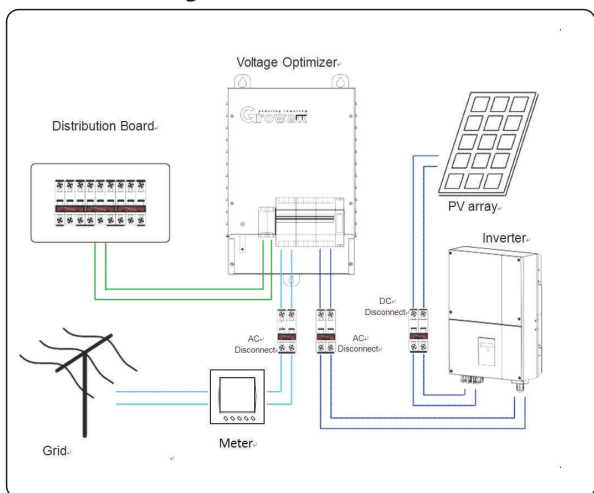 Voltage Optimizer
Growatt
Distribution Board
PV array
Inverter
DC
Disconnect
AC
Disconnect
AC
Disconnect
Meter
Grid